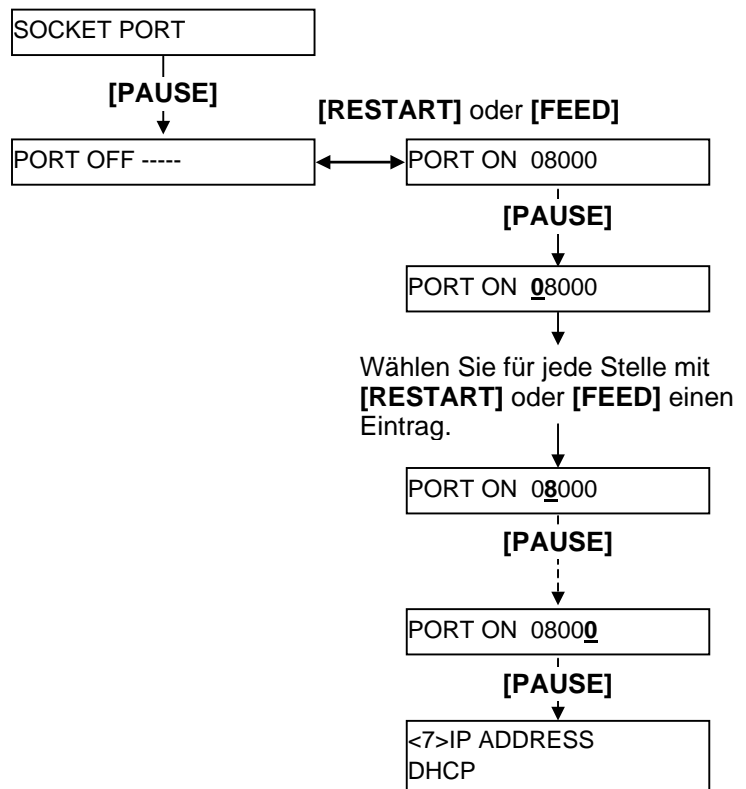 SOCKET PORT
[PAUSE]
[RESTART] oder [FEED]
PORT OFF -----
PORT ON 08000
[PAUSE]
PORT ON 08000
Wählen Sie für jede Stelle mit
[RESTART] oder [FEED] einen
Eintrag.
PORT ON 08000
[PAUSE]
PORT ON 08000
[PAUSE]
<7>IP ADDRESS
DHCP